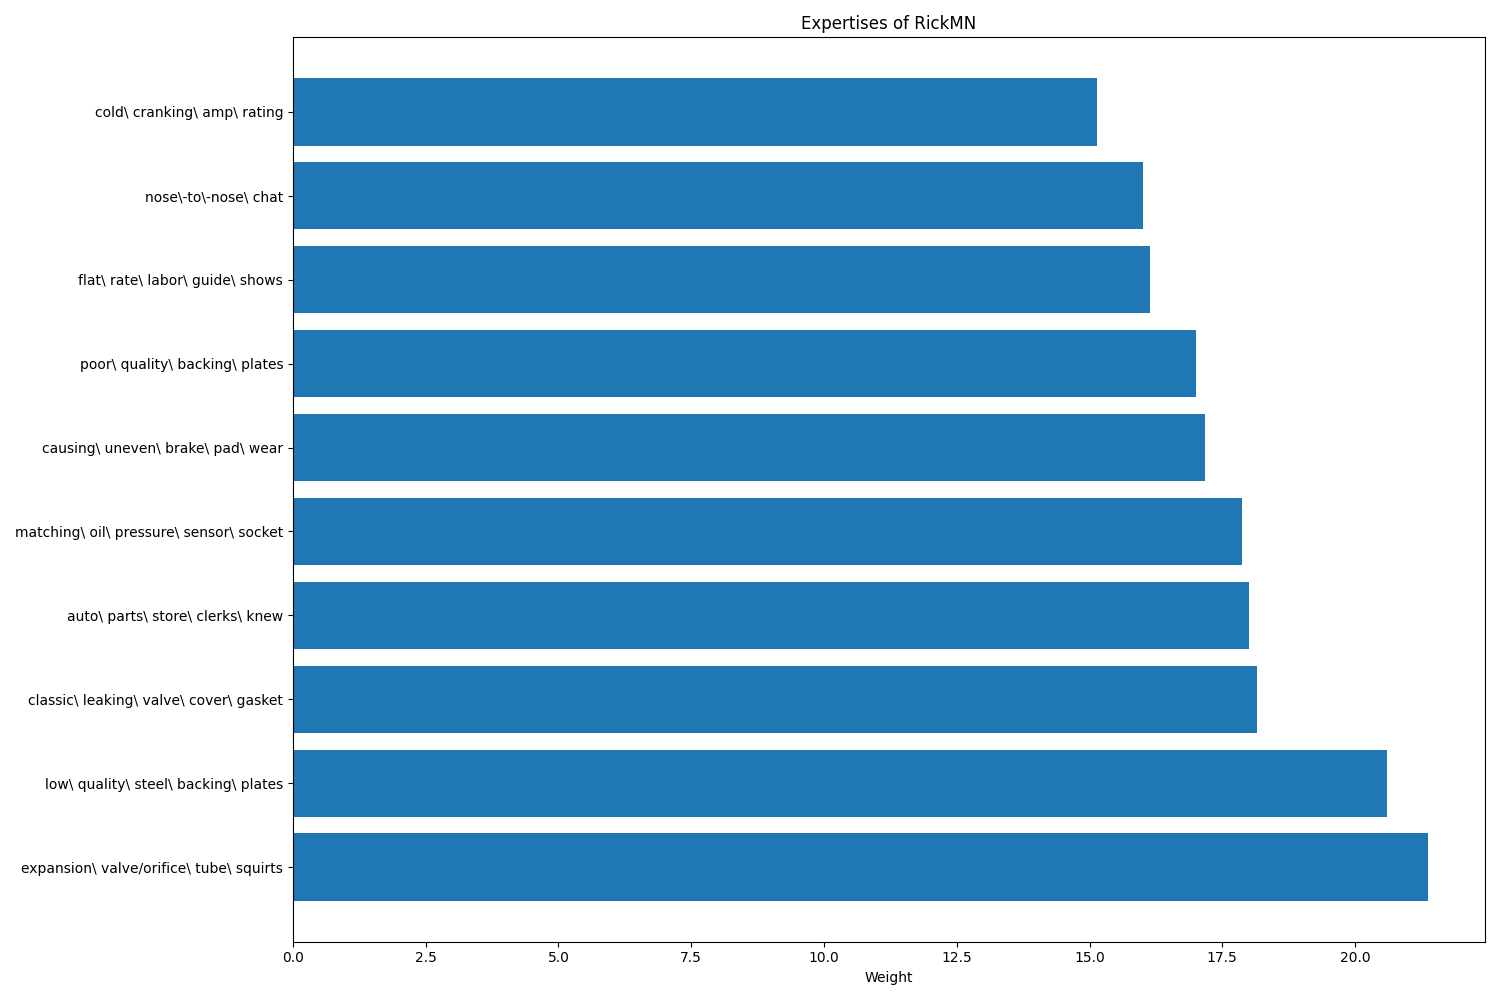 Expertises of RickMN
cold\ cranking\ amp\ rating
nose\-to\-nose\ chat
flat\ rate\ labor\ guide\ shows
poor\ quality\ backing\ plates
causing\ uneven\ brake\ pad\ wear
matching\ oil\ pressure\ sensor\ socket
auto\ parts\ store\ clerks\ knew
classic\ leaking\ valve\ cover\ gasket
low\ quality\ steel\ backing\ plates
expansion\ valve/orifice\ tube\ squirts
0.0 2.5 5.0 7.5 10.0 12.5 15.0 17.5 20.0
Weight